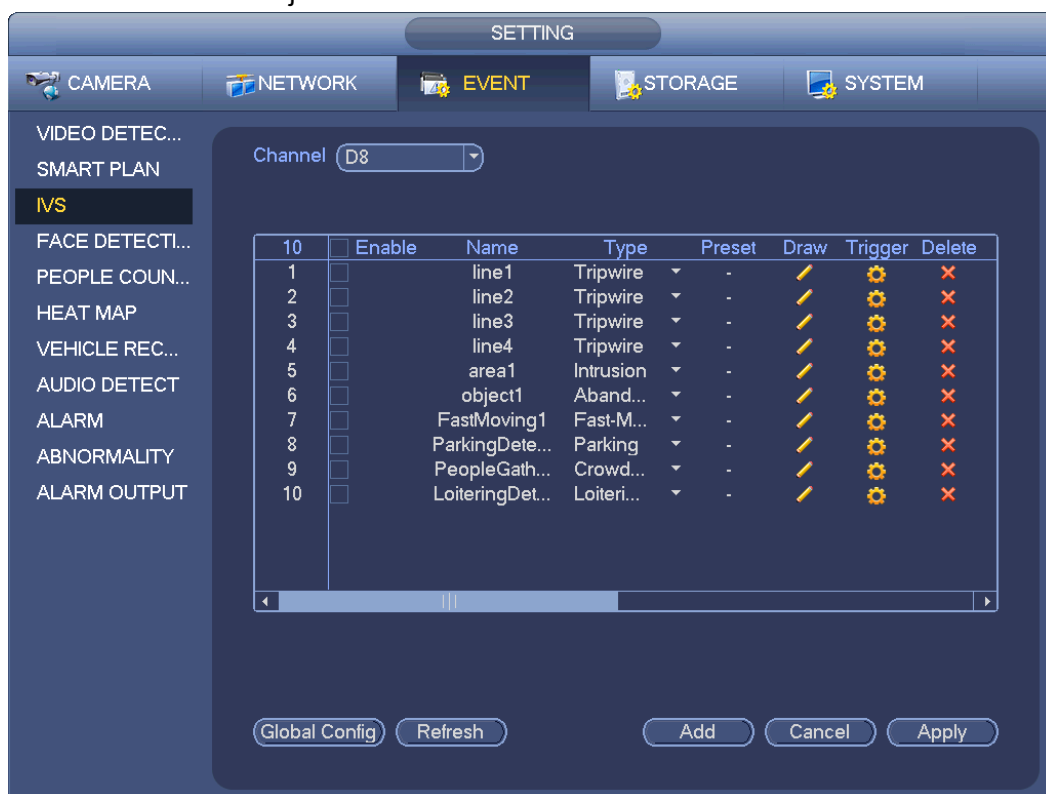 SETTING
CAMERA NETWORK EVENT STORAGE SYSTEM
VIDEO DETEC...
SMART PLAN
IVS
FACE DETECTI...
PEOPLE COUN...
HEAT MAP
VEHICLE REC...
AUDIO DETECT
ALARM
ABNORMALITY
ALARM OUTPUT
Channel D8
10 Enable Name Type Preset Draw Trigger Delete
1 line1 Tripwire -
2 line2 Tripwire -
3 line3 Tripwire -
4 line4 Tripwire -
5 area1 Intrusion -
6 object1 Aband... -
7 FastMoving1 Fast-M... -
8 ParkingDete... Parking -
9 PeopleGath... Crowd... -
10 LoiteringDet... Loiteri... -
Global Config Refresh Add Cancel Apply